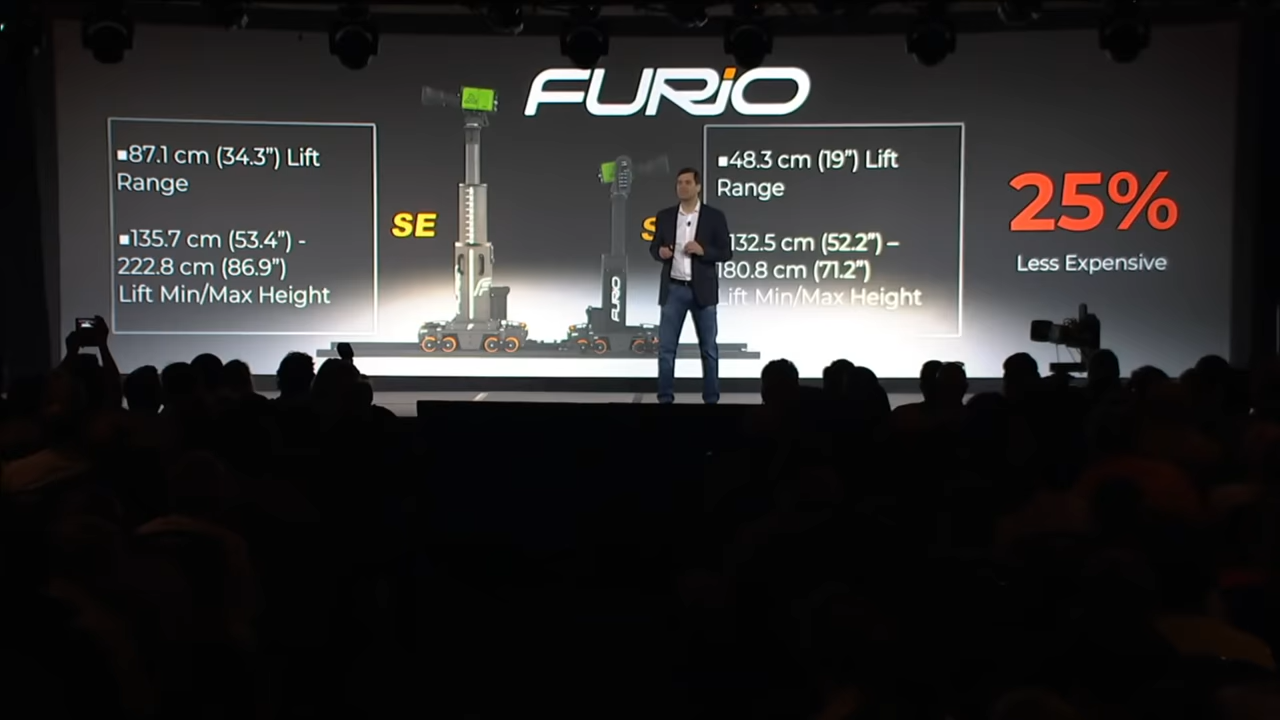 FURiO
■87.1 cm (34.3”) Lift
Range
■135.7 cm (53.4”) -
222.8 cm (86.9”)
Lift Min/Max Height
SE
■48.3 cm (19”) Lift
Range
132.5 cm (52.2”) –
180.8 cm (71.2”)
Lift Min/Max Height
25%
Less Expensive
FURIO